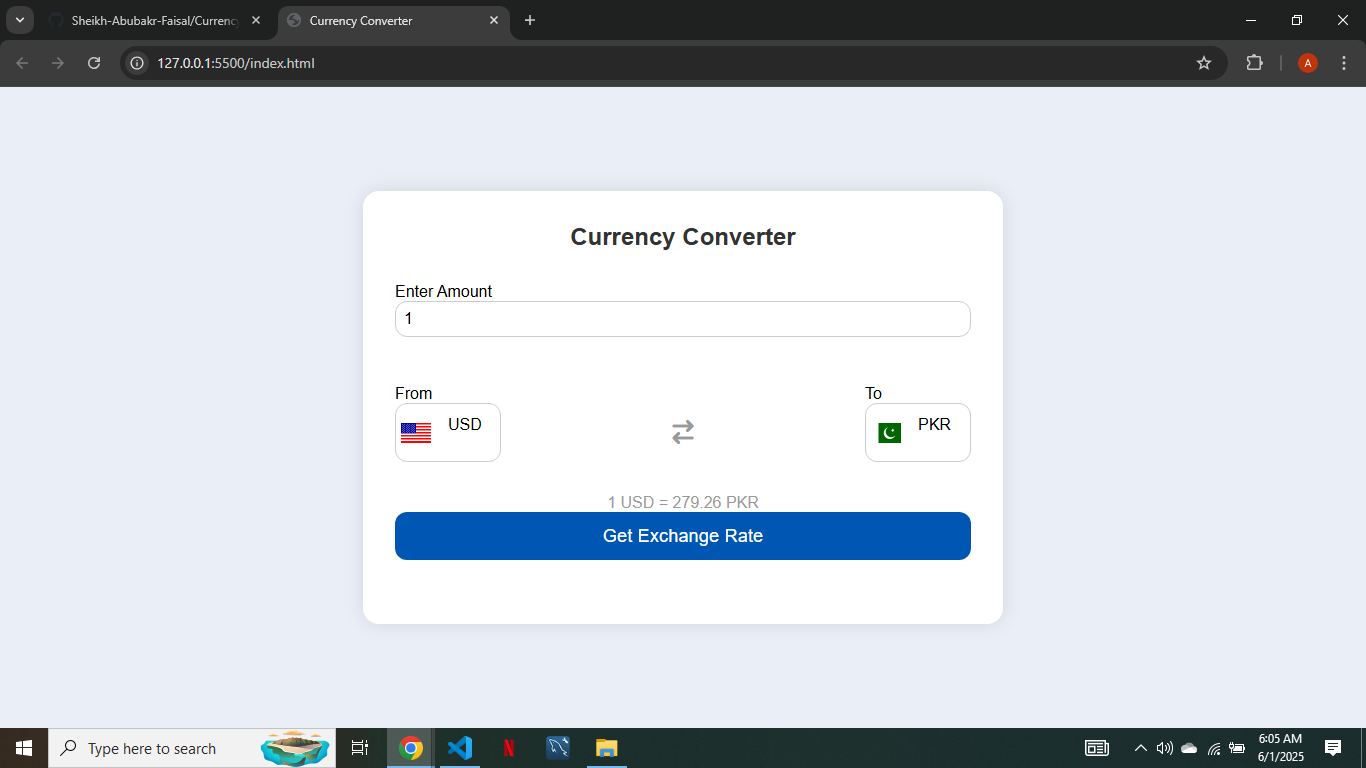 Sheikh-Abubakr-Faisal/Currenc
Currency Converter
127.0.0.1:5500/index.html
A
Currency Converter
Enter Amount
1
From
To
USD
PKR
1 USD = 279.26 PKR
Get Exchange Rate
Type here to search
N
6:05 AM
6/1/2025